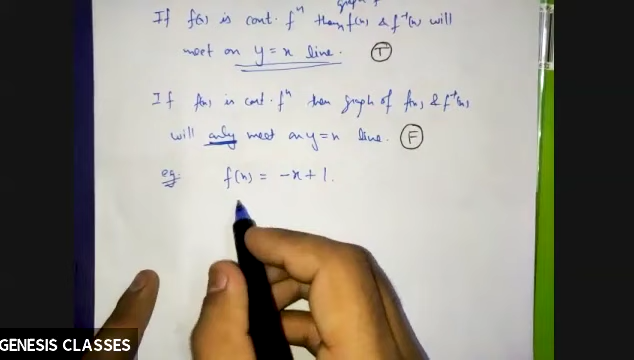 graph
If f(x) is cont. fⁿ then f(x) & f⁻¹(x) will
meet on y = x line. T
If f(x) is cont. fⁿ then graph of f(x) & f⁻¹(x)
will only meet on y = x line. F
eg. f(x) = -x + 1.
GENESIS CLASSES